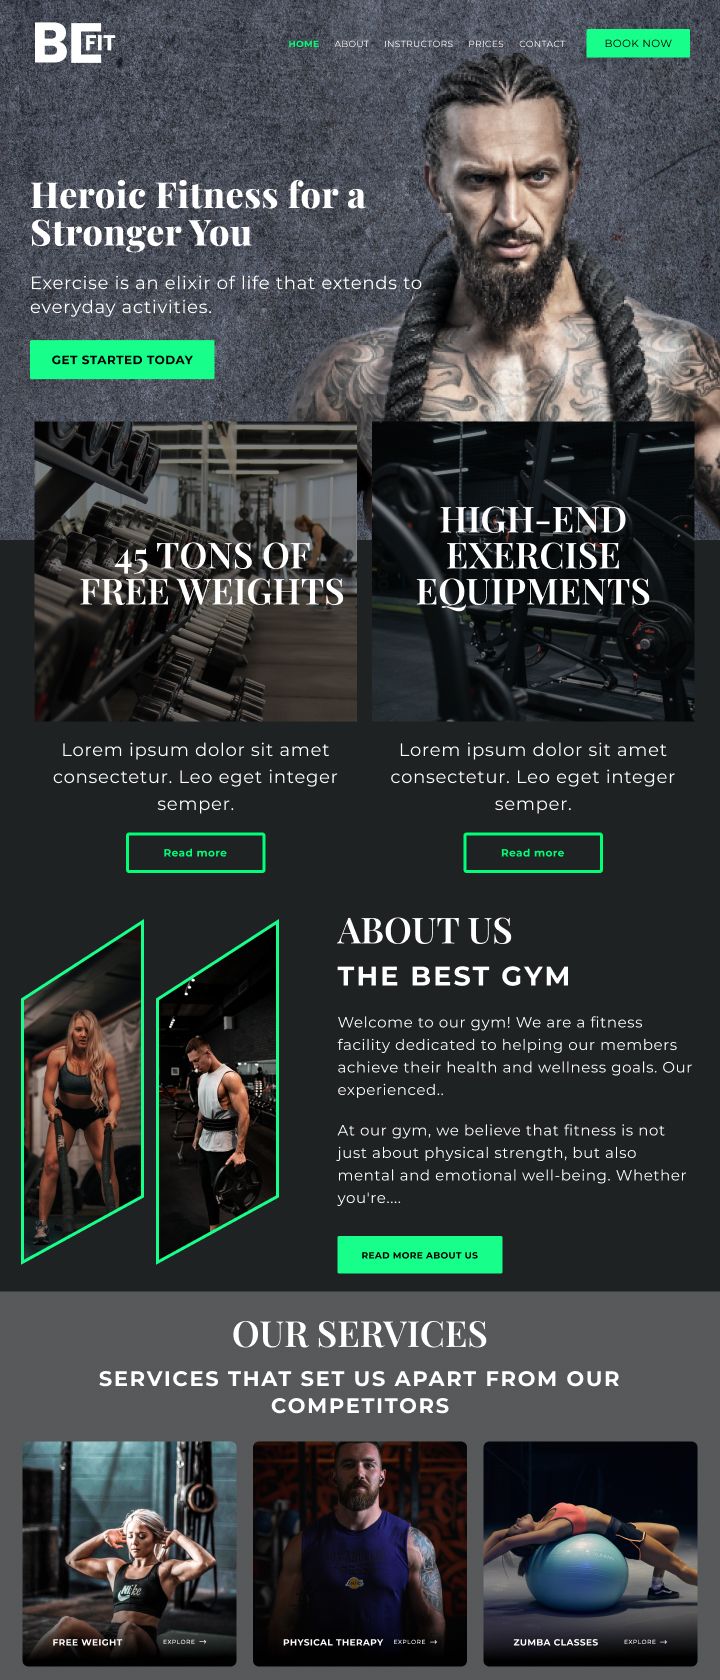 BE FIT
HOME ABOUT INSTRUCTORS PRICES CONTACT BOOK NOW
Heroic Fitness for a
Stronger You
Exercise is an elixir of life that extends to
everyday activities.
GET STARTED TODAY
45 TONS OF
FREE WEIGHTS
HIGH-END
EXERCISE
EQUIPMENTS
Lorem ipsum dolor sit amet
consectetur. Leo eget integer
semper.
Read more
Lorem ipsum dolor sit amet
consectetur. Leo eget integer
semper.
Read more
ABOUT US
THE BEST GYM
Welcome to our gym! We are a fitness
facility dedicated to helping our members
achieve their health and wellness goals. Our
experienced..
At our gym, we believe that fitness is not
just about physical strength, but also
mental and emotional well-being. Whether
you're....
READ MORE ABOUT US
OUR SERVICES
SERVICES THAT SET US APART FROM OUR
COMPETITORS
Nike
FREE WEIGHT EXPLORE →
PHYSICAL THERAPY EXPLORE →
ZUMBA CLASSES EXPLORE →